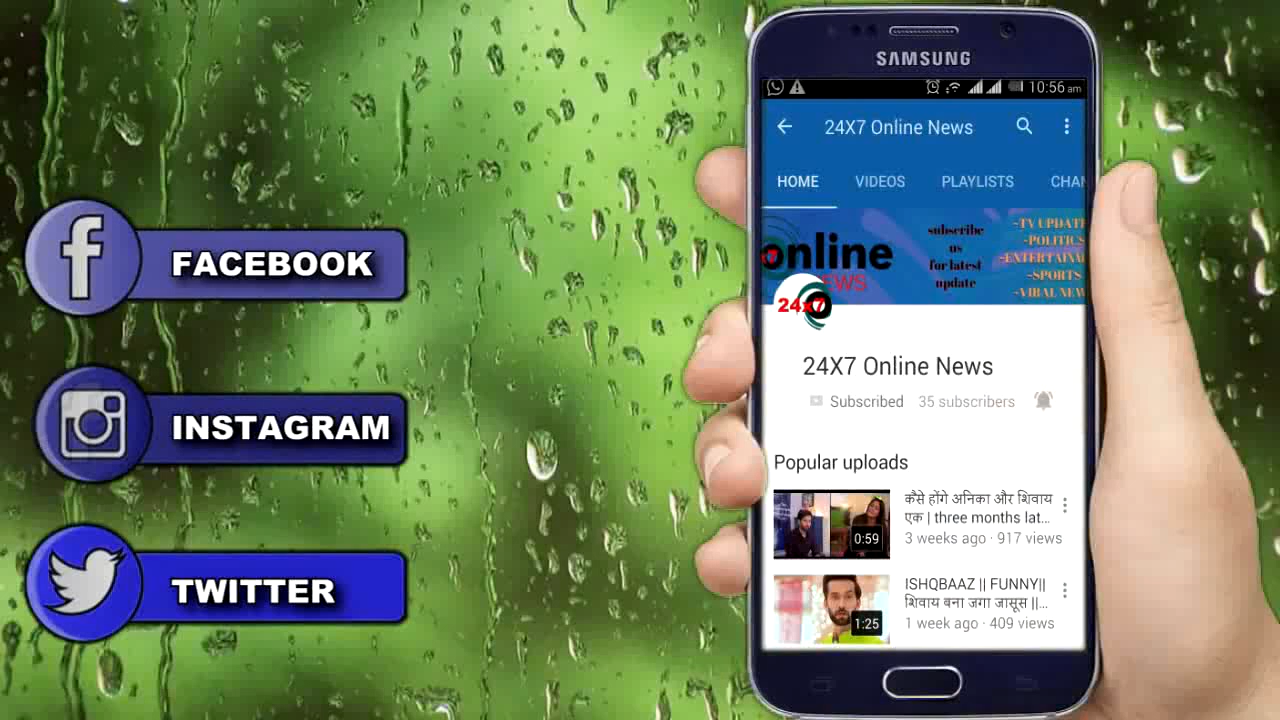 FACEBOOK
INSTAGRAM
TWITTER
SAMSUNG
10:56 am
24X7 Online News
HOME VIDEOS PLAYLISTS CHAN
online
NEWS
subscribe
us
for latest
update
~TV UPDATE
~POLITICS
~ENTERTAINM
~SPORTS
~VIRAL NEW
24x7
24X7 Online News
Subscribed 35 subscribers
Popular uploads
कैसे होंगे अनिका और शिवाय
एक | three months lat...
3 weeks ago · 917 views
0:59
ISHQBAAZ || FUNNY||
शिवाय बना जगा जासूस ||...
1 week ago · 409 views
1:25